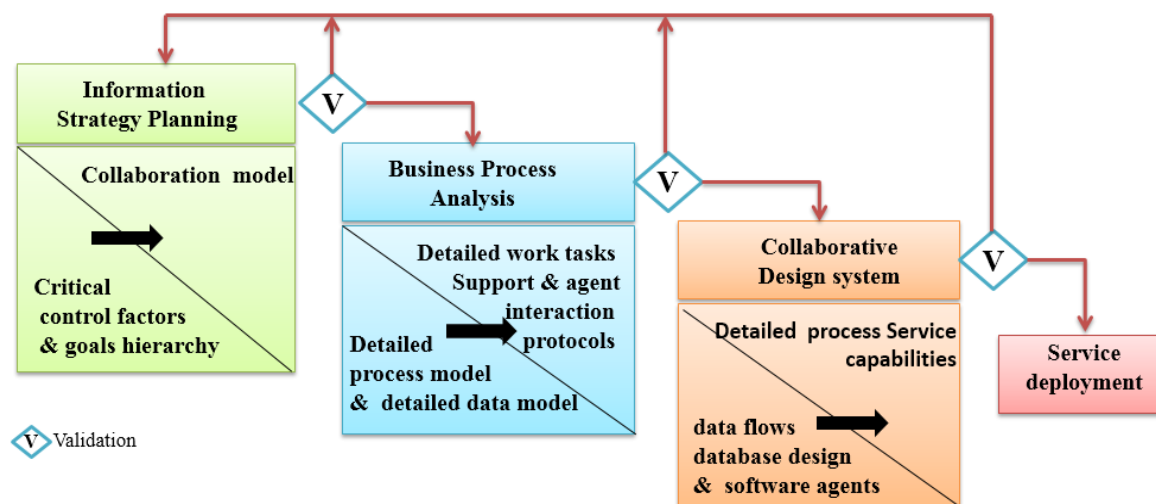 Information
Strategy Planning
V
Collaboration model
Critical
control factors
& goals hierarchy
Business Process
Analysis
V
Detailed work tasks
Support & agent
interaction
protocols
Detailed
process model
& detailed data model
Collaborative
Design system
V
Detailed process Service
capabilities
data flows
database design
& software agents
Service
deployment
V Validation